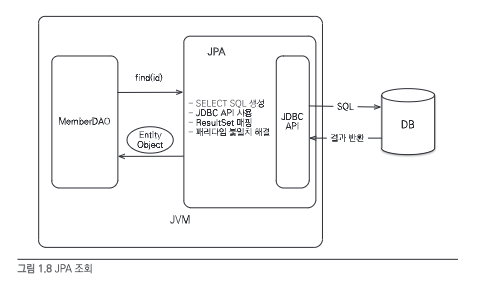 JPA
find(id)
MemberDAO
- SELECT SQL 생성
- JDBC API 사용
- ResultSet 매핑
- 패러다임 불일치 해결
JDBC
API
SQL
DB
결과 반환
Entity
Object
JVM
그림 1.8 JPA 조회